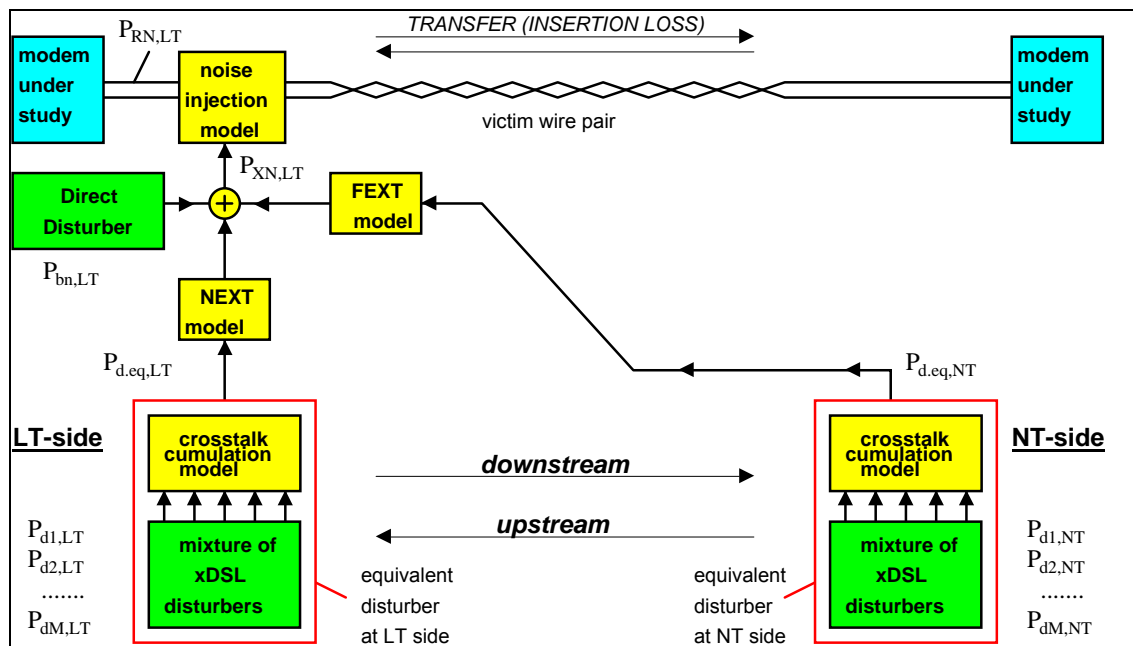 TRANSFER (INSERTION LOSS)
P_RN,LT
modem
under
study
noise
injection
model
modem
under
study
victim wire pair
P_XN,LT
Direct
Disturber
+
FEXT
model
P_bn,LT
NEXT
model
P_d.eq,LT
P_d.eq,NT
LT-side
crosstalk
cumulation
model
downstream
crosstalk
cumulation
model
NT-side
upstream
P_d1,LT
P_d2,LT
.......
P_dM,LT
mixture of
xDSL
disturbers
equivalent
disturber
at LT side
equivalent
disturber
at NT side
mixture of
xDSL
disturbers
P_d1,NT
P_d2,NT
.......
P_dM,NT